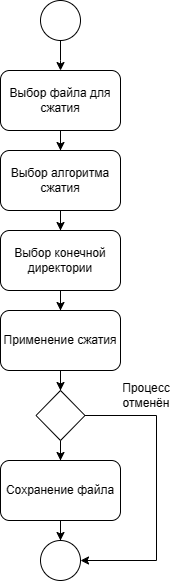 Выбор файла для
сжатия
Выбор алгоритма
сжатия
Выбор конечной
директории
Применение сжатия
Процесс
отменён
Сохранение файла